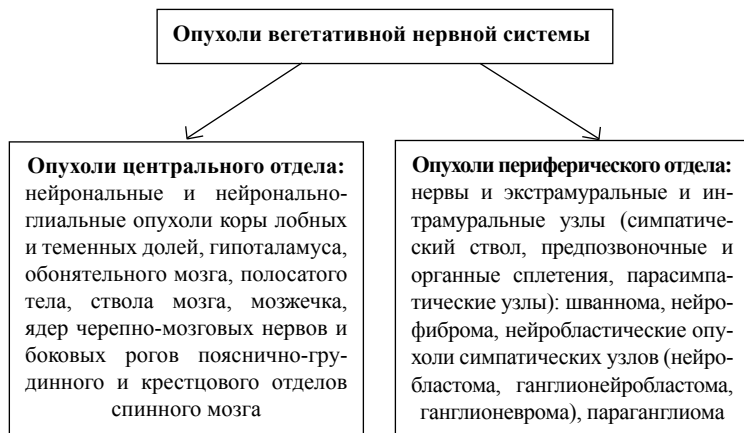 Опухоли вегетативной нервной системы
Опухоли центрального отдела:
нейрональные и нейронально-
глиальные опухоли коры лобных
и теменных долей, гипоталамуса,
обонятельного мозга, полосатого
тела, ствола мозга, мозжечка,
ядер черепно-мозговых нервов и
боковых рогов пояснично-гру-
динного и крестцового отделов
спинного мозга
Опухоли периферического отдела:
нервы и экстрамуральные и ин-
трамуральные узлы (симпатиче-
ский ствол, предпозвоночные и
органные сплетения, парасимпа-
тические узлы): шваннома, нейро-
фиброма, нейробластические опу-
холи симпатических узлов (нейро-
бластома, ганглионейробластома,
ганглионеврома), параганглиома